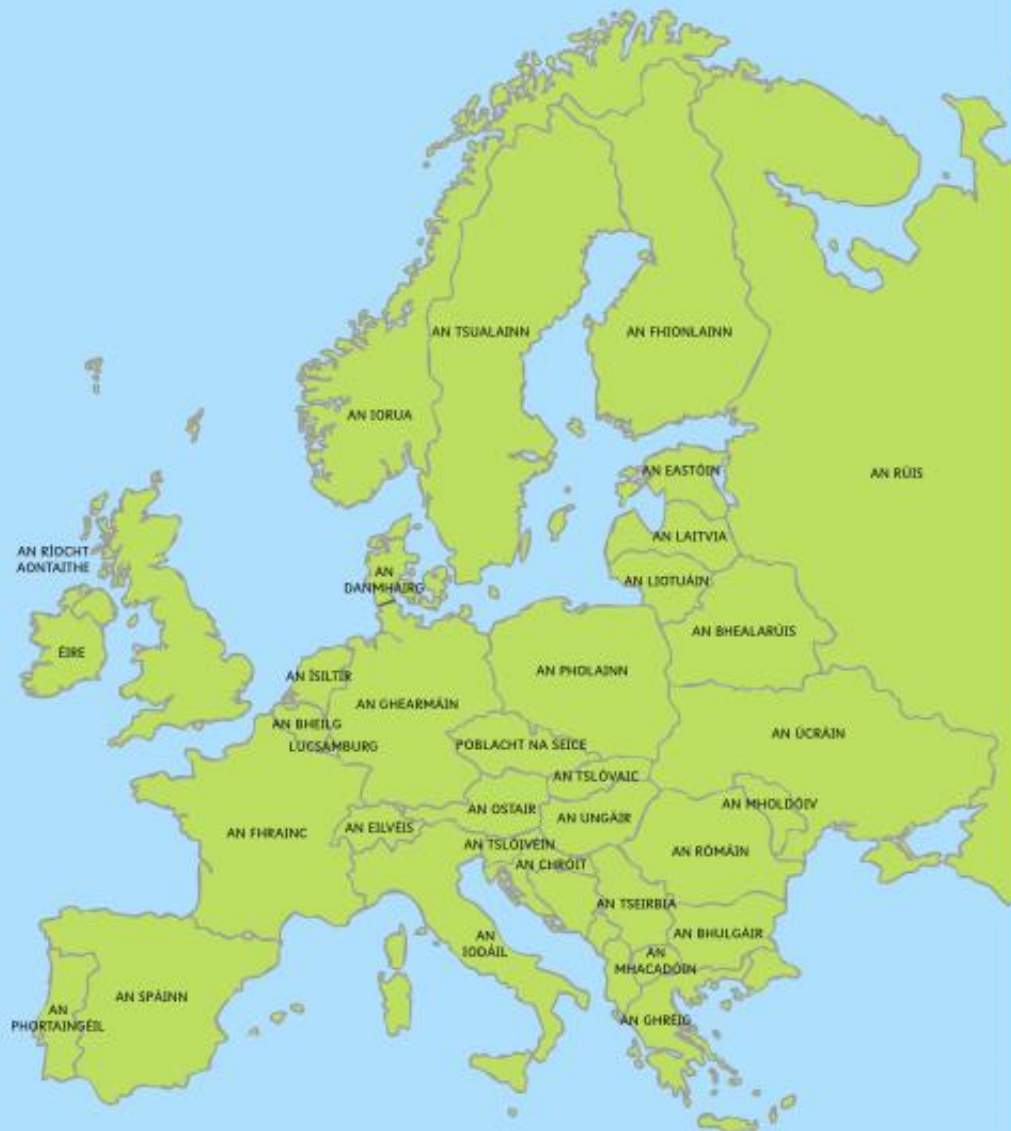 AN TSUALAINN
AN FHIONLAINN
AN IORUA
AN EASTÓIN
AN RÚIS
AN LAITVIA
AN RÍOCHT
AONTAITHE
AN
DANMHAIRG
AN LIOTUÁIN
AN BHEALARÚIS
ÉIRE
AN ÍSILTÍR
AN PHOLAINN
AN GHEARMÁIN
AN BHEILG
LUCSAMBURG
POBLACHT NA SEICE
AN ÚCRÁIN
AN TSLÓVAIC
AN OSTAIR
AN UNGÁIR
AN MHOLDÓIV
AN FHRAINC
AN EILVÉIS
AN TSLÓIVÉIN
AN RÓMÁIN
AN CHRÓIT
AN TSEIRBIA
AN BHULGÁIR
AN
IODÁIL
AN
MHACADÓIN
AN SPÁINN
AN
PHORTAINGÉIL
AN GHRÉIG